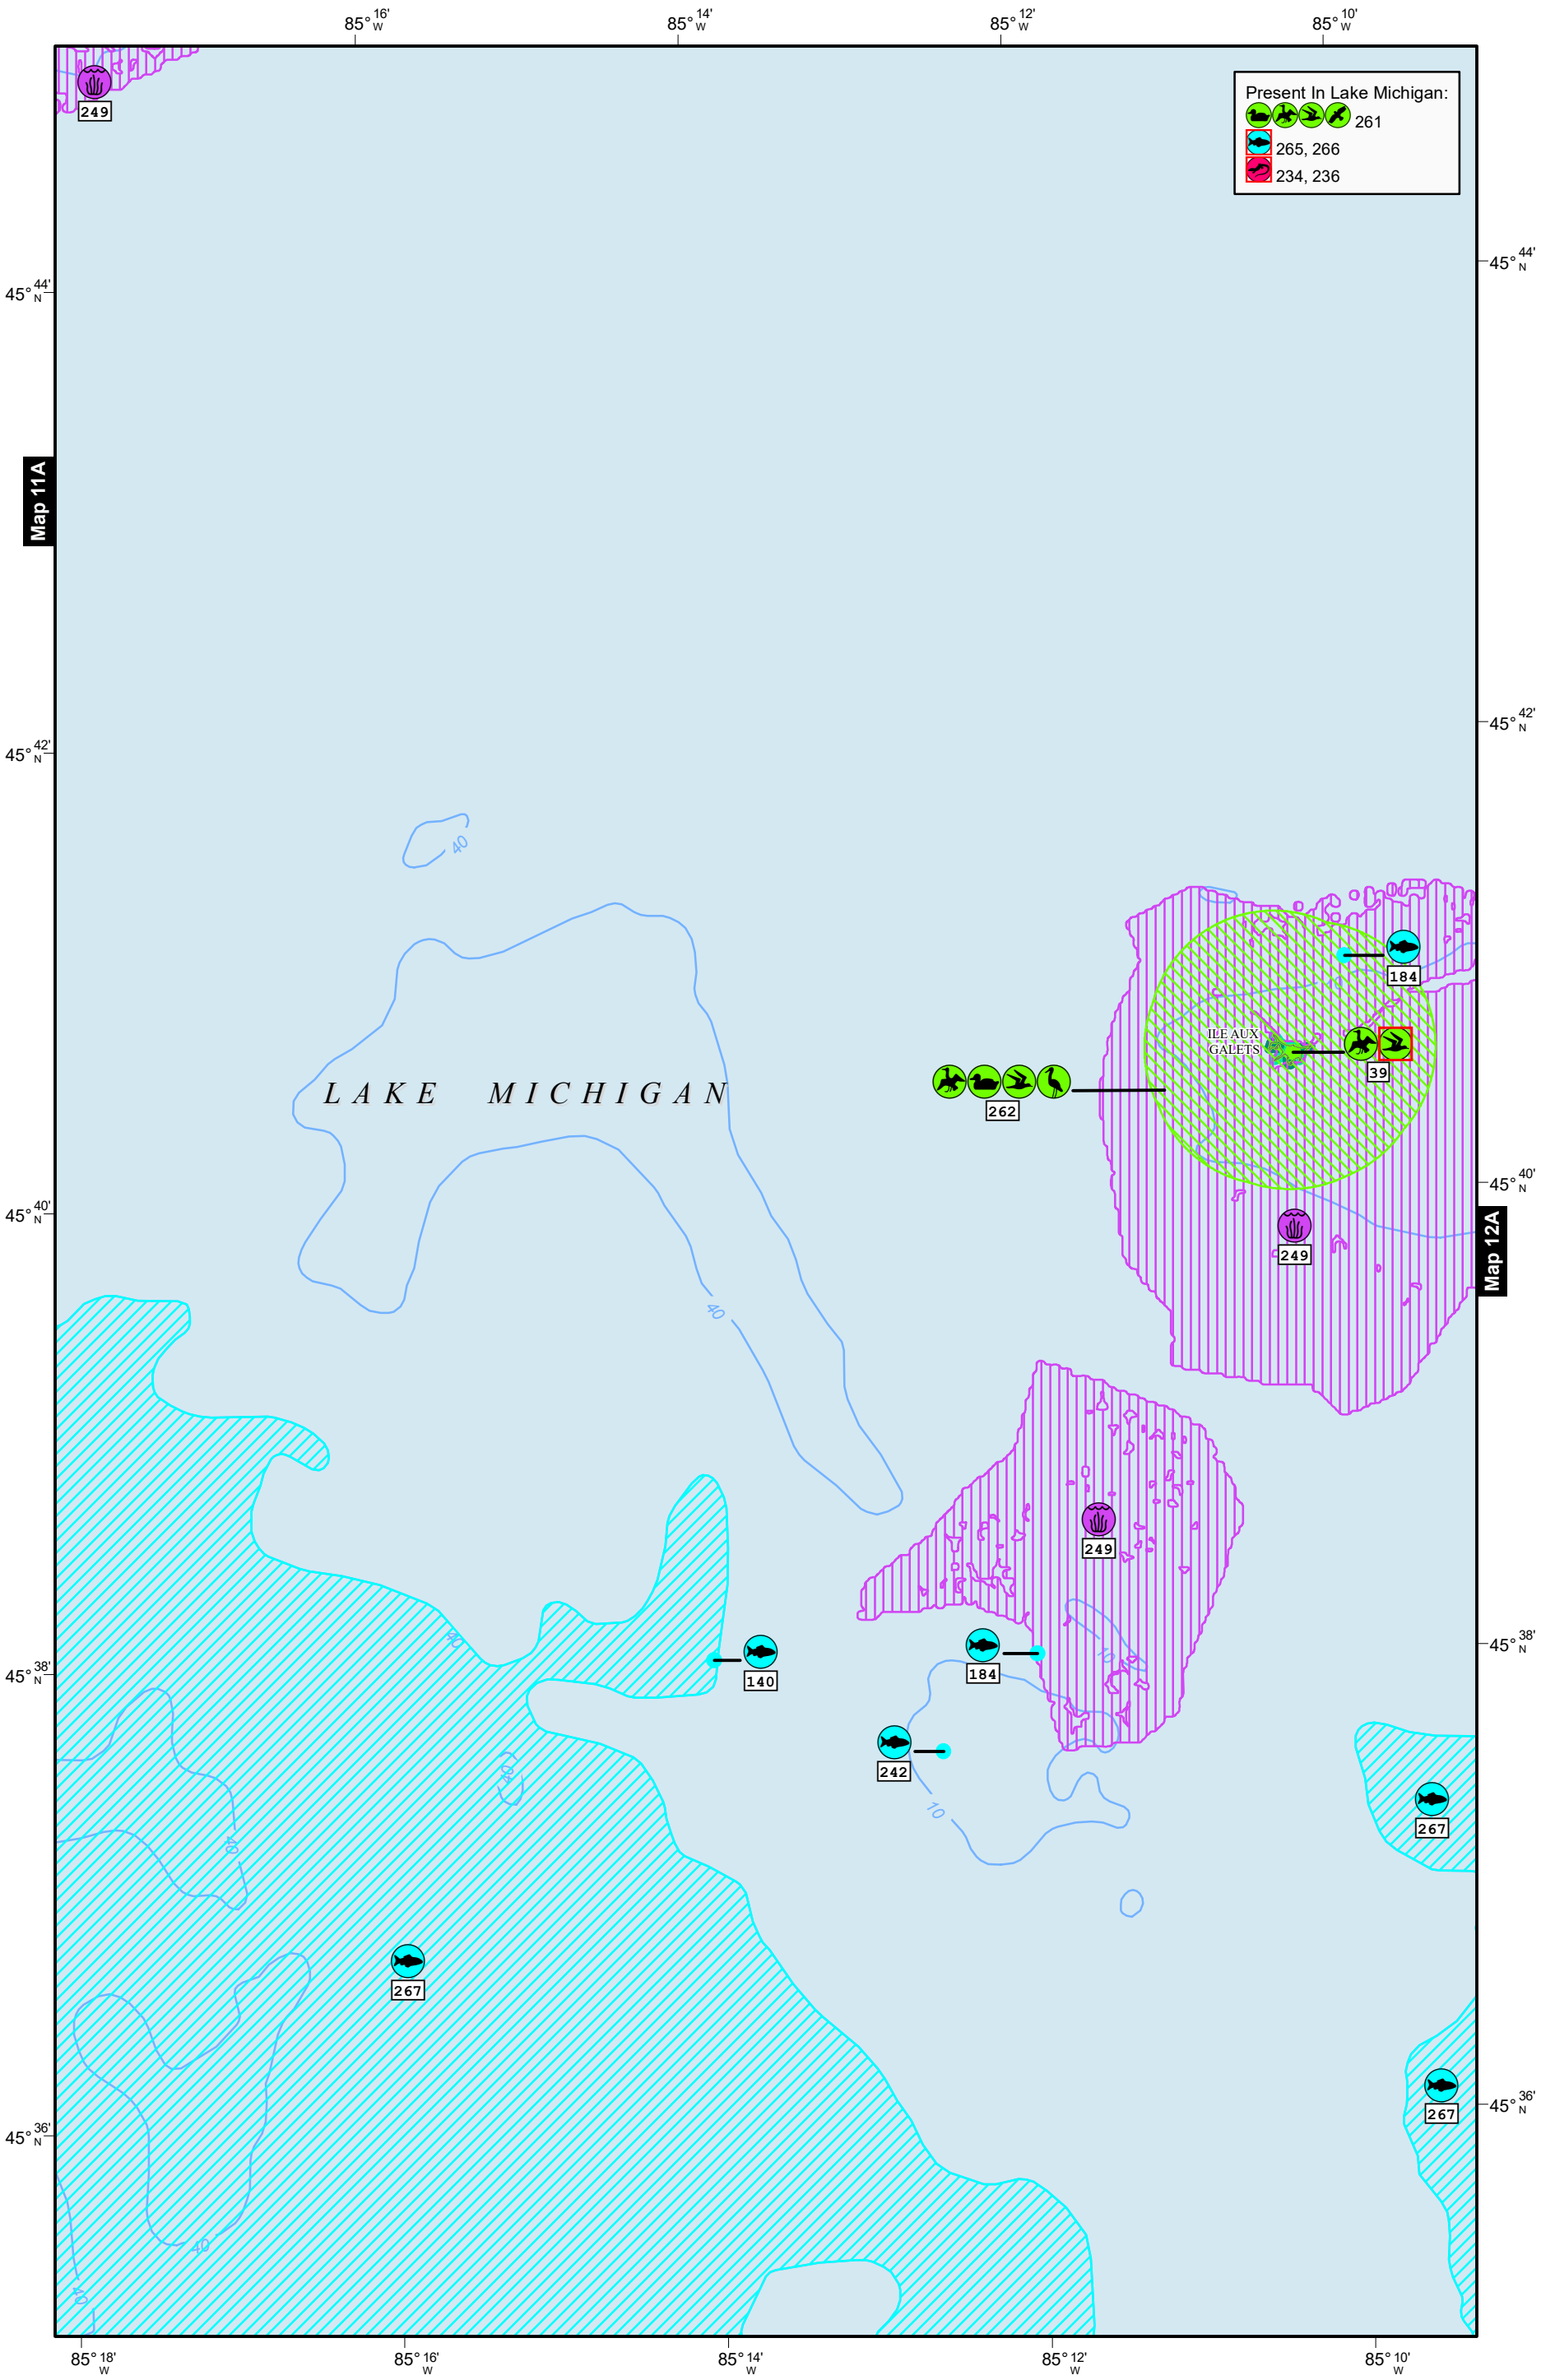 85° 16' W 85° 14' W 85° 12' W 85° 10' W
249
Present In Lake Michigan:
261
265, 266
234, 236
45° 44' N
45° 44' N
Map 11A
45° 42' N
45° 42' N
40
184
ILE AUX
GALETS
39
LAKE MICHIGAN
262
45° 40' N
45° 40' N
Map 12A
249
40
249
40
10
45° 38' N
45° 38' N
140
184
242
40
10
40
267
267
267
45° 36' N
45° 36' N
40
40
85° 18' W 85° 16' W 85° 14' W 85° 12' W 85° 10' W